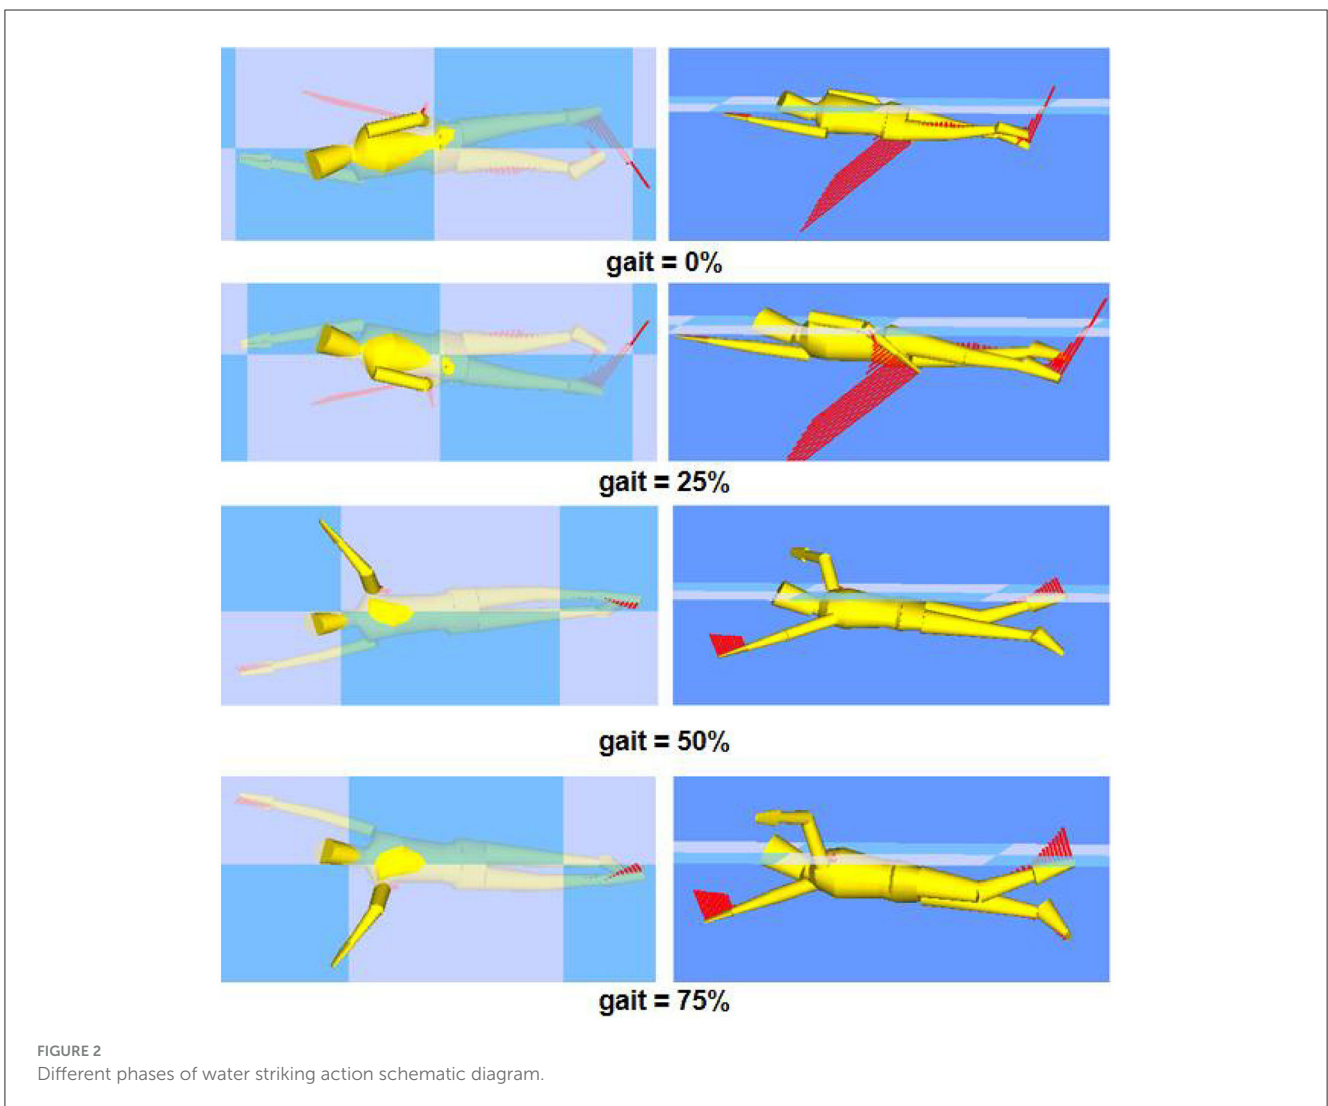 gait = 0%
gait = 25%
gait = 50%
gait = 75%
FIGURE 2
Different phases of water striking action schematic diagram.